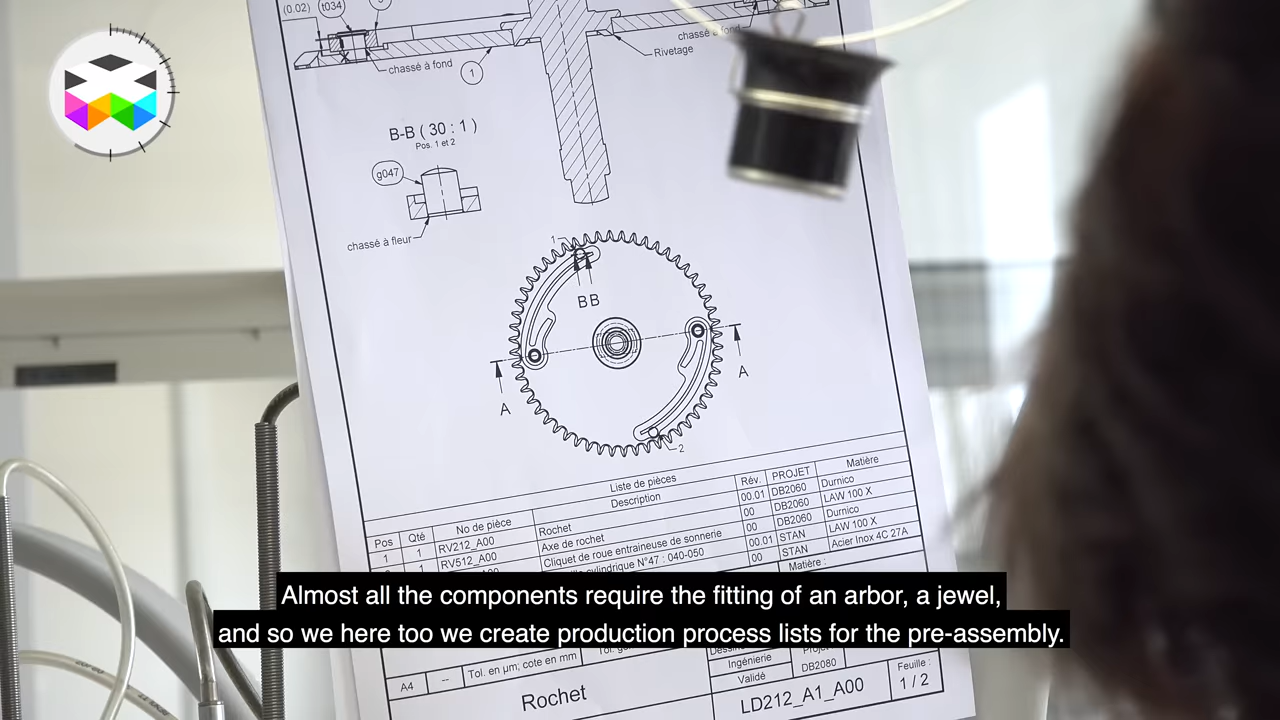 (0.02)
t034
chassé à fond
1
chassé à fond
Rivetage
B-B ( 30 : 1 )
Pos. 1 et 2
g047
chassé à fleur
1
B B
A
A
2
Liste de pièces
Pos Qté No de pièce Description Rév. PROJET Matière
1 1 RV212_A00 Rochet 00.01 DB2060 Durnico
1 RV512_A00 Axe de rochet 00 DB2060 LAW 100 X
Cliquet de roue entraineuse de sonnerie 00 DB2060 Durnico
cylindrique N°47 : 040-050 00.01 STAN LAW 100 X
00 STAN Acier Inox 4C 27A
Matière :
Almost all the components require the fitting of an arbor, a jewel,
and so we here too we create production process lists for the pre-assembly.
A4 -- Tol. en µm; cote en mm
Ingénierie
Validé
DB2080
Feuille :
1 / 2
Rochet
LD212_A1_A00